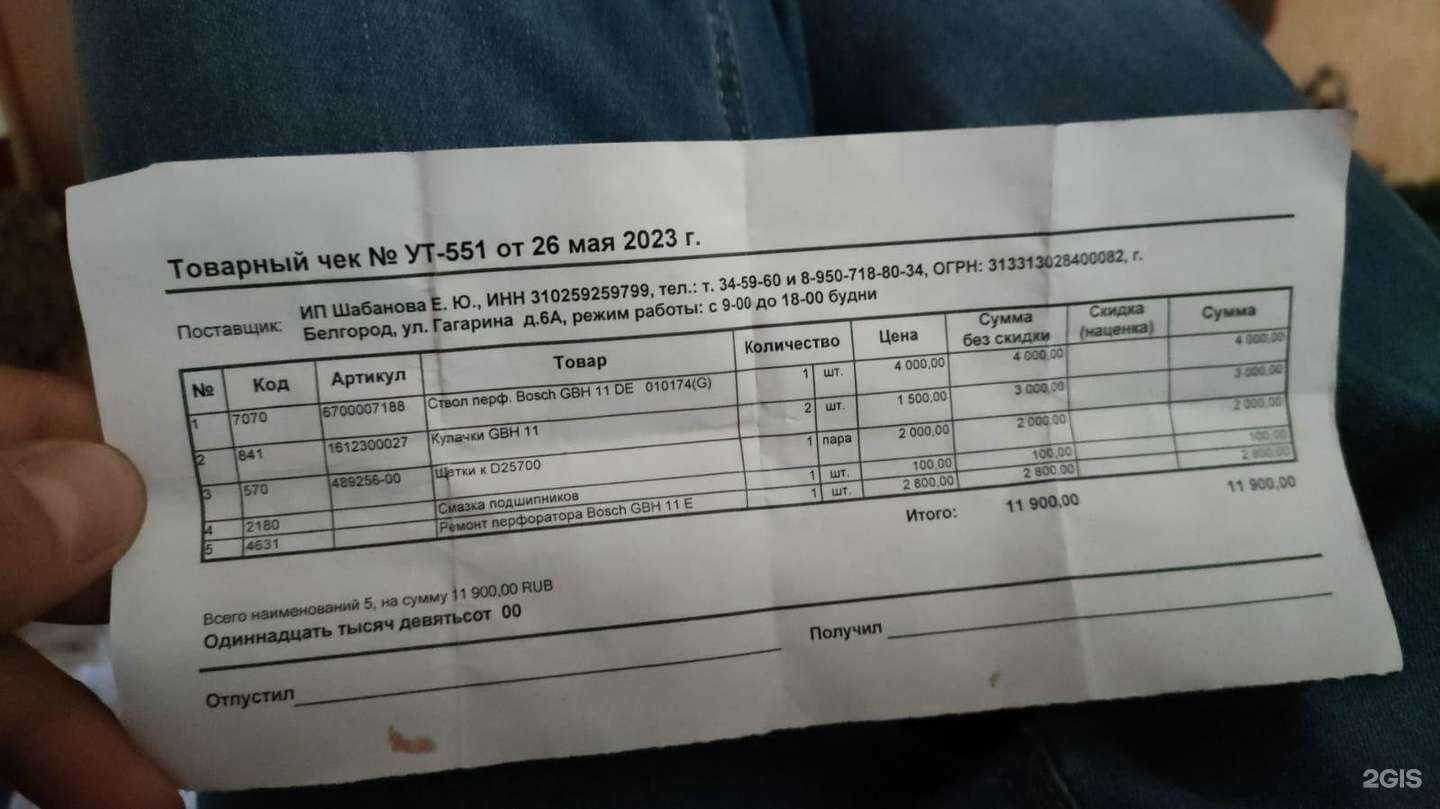 Товарный чек № УТ-551 от 26 мая 2023 г.
Поставщик: ИП Шабанова Е. Ю., ИНН 310259259799, тел.: т. 34-59-60 и 8-950-718-80-34, ОГРН: 313313028400082, г.
Белгород, ул. Гагарина д.6А, режим работы: с 9-00 до 18-00 будни
№ Код Артикул Товар Количество Цена Сумма без скидки Скидка (наценка) Сумма
1 7070 6700007188 Ствол перф. Bosch GBH 11 DE 010174(G) 1 шт. 4 000,00 4 000,00 4 000,00
2 841 1612300027 Кулачки GBH 11 2 шт. 1 500,00 3 000,00 3 000,00
3 570 489256-00 Щетки к D25700 1 пара 2 000,00 2 000,00 2 000,00
4 2180 Смазка подшипников 1 шт. 100,00 100,00 100,00
5 4631 Ремонт перфоратора Bosch GBH 11 E 1 шт. 2 800,00 2 800,00 2 800,00
Итого: 11 900,00 11 900,00
Всего наименований 5, на сумму 11 900,00 RUB
Одиннадцать тысяч девятьсот 00
Отпустил Получил
2GIS